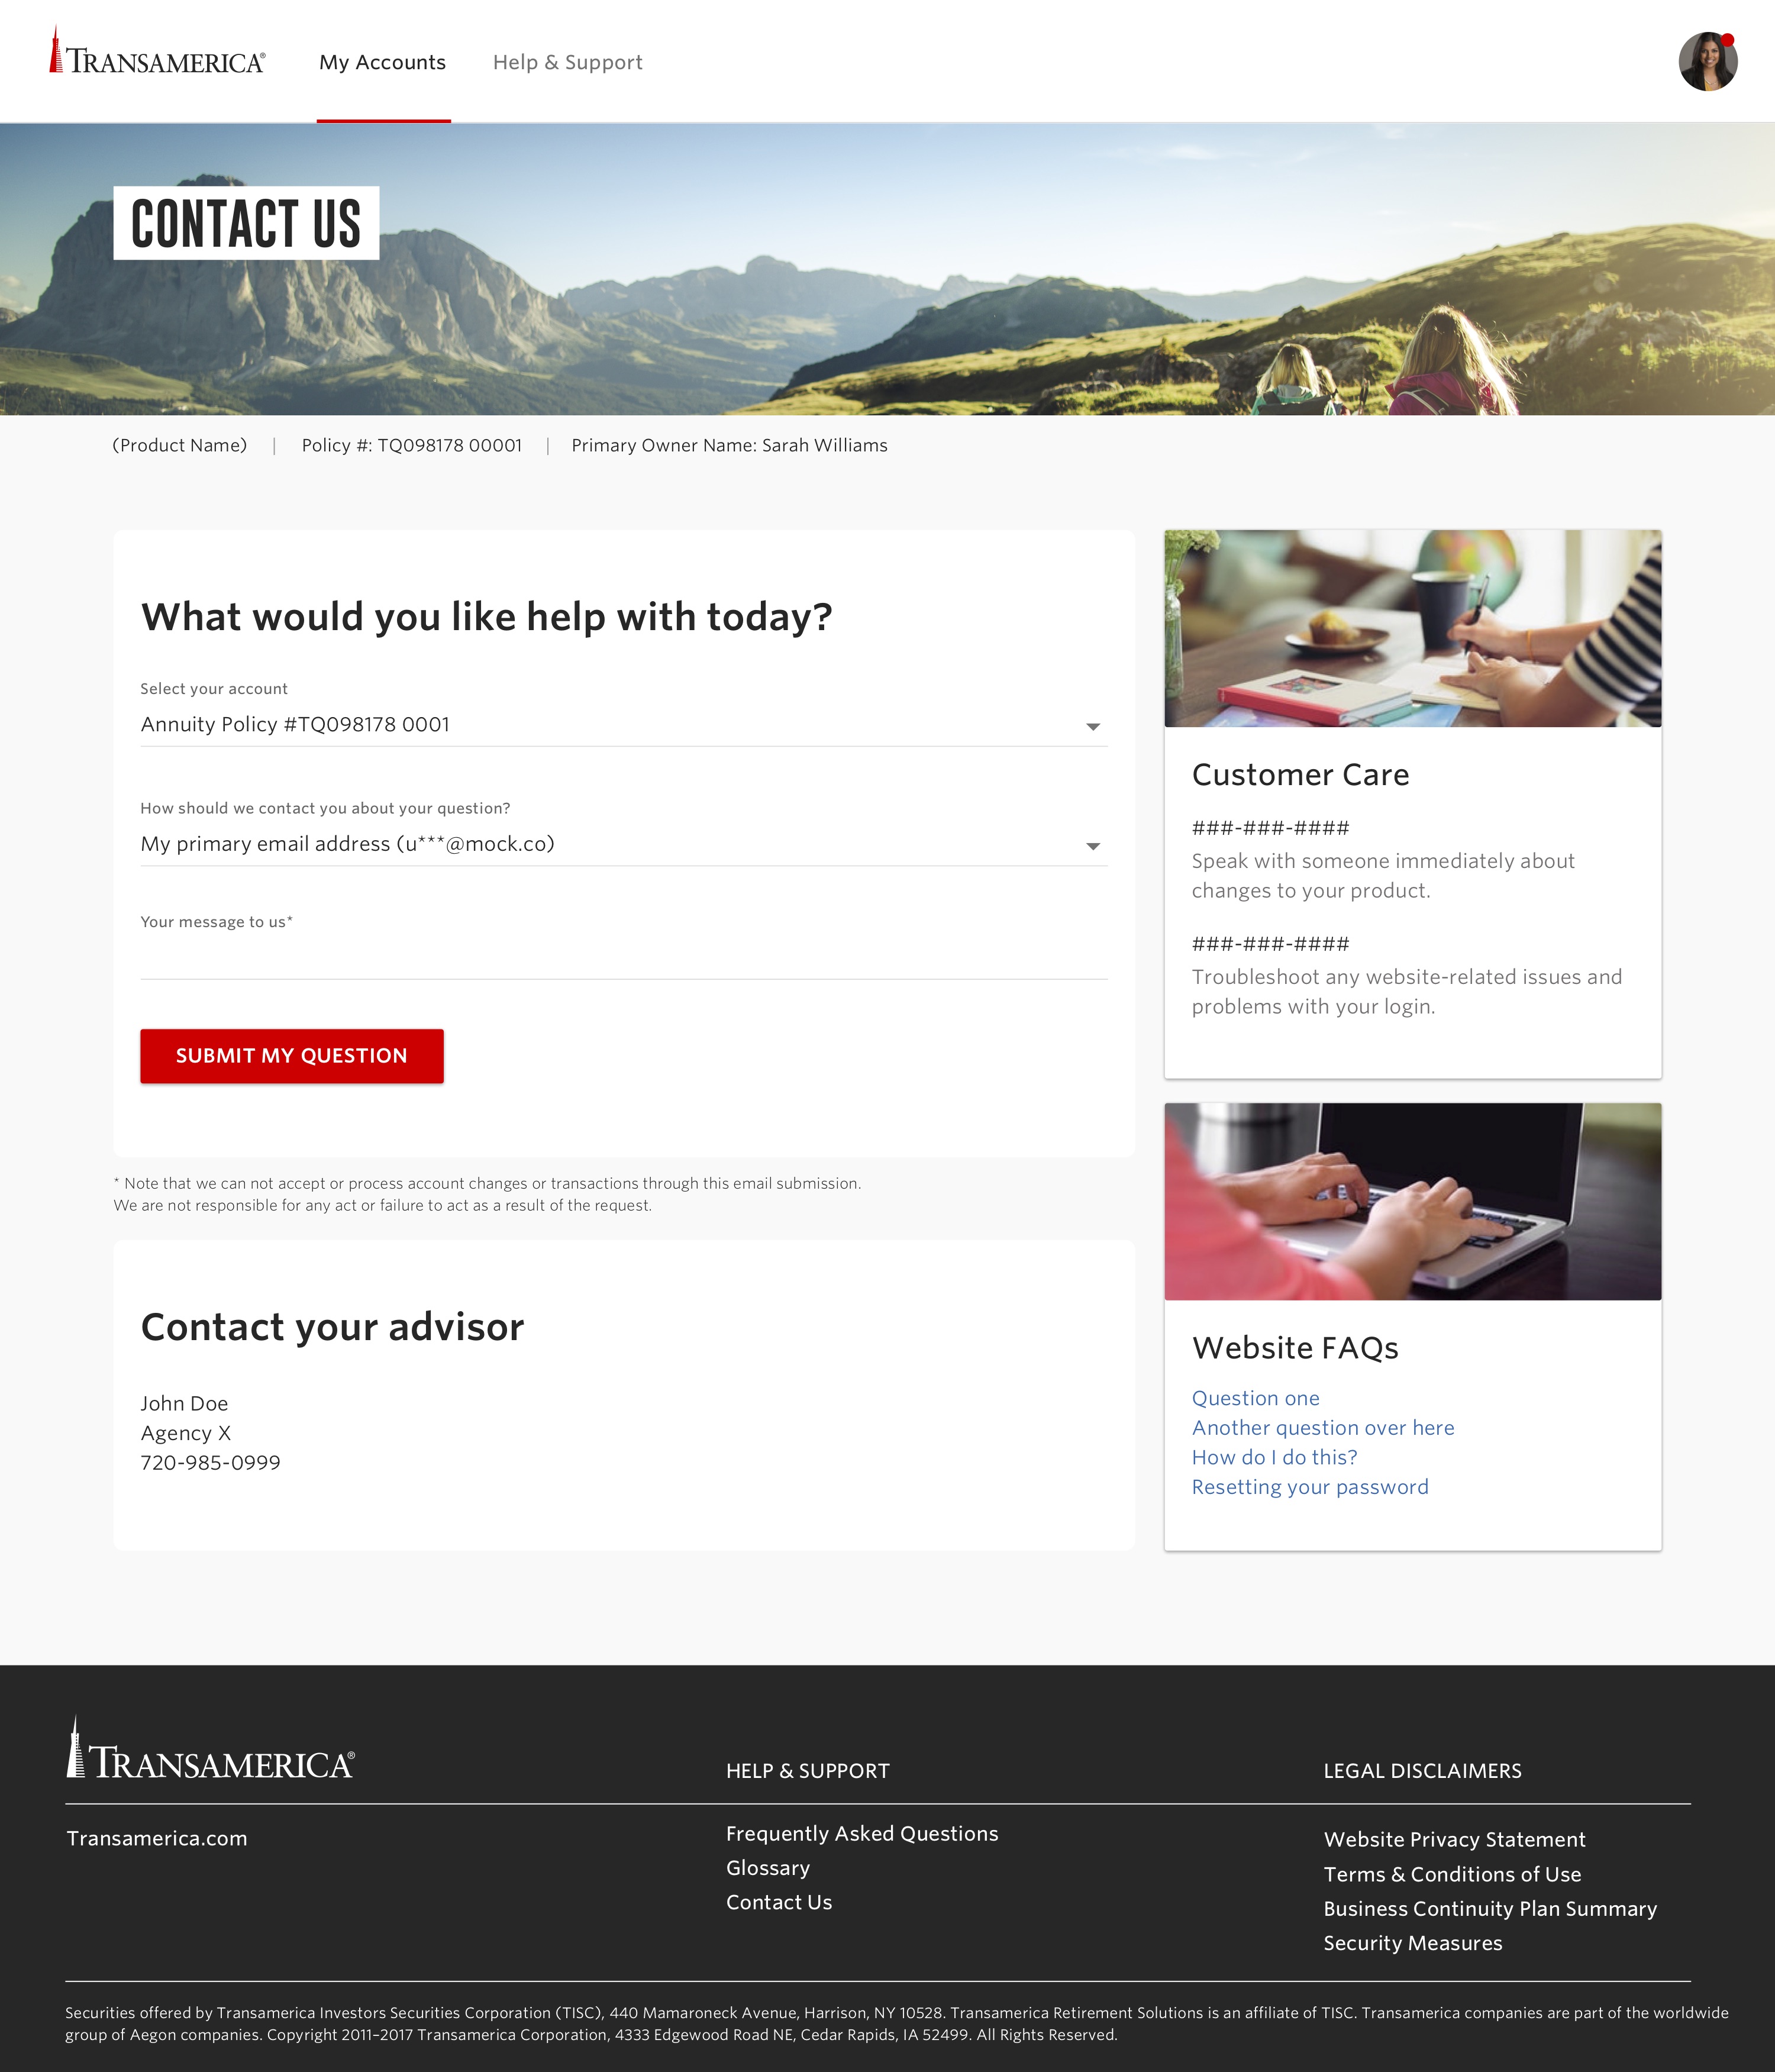 TRANSAMERICA®
My Accounts
Help & Support
CONTACT US
(Product Name) | Policy #: TQ098178 00001 | Primary Owner Name: Sarah Williams
What would you like help with today?
Select your account
Annuity Policy #TQ098178 0001
How should we contact you about your question?
My primary email address (u***@mock.co)
Your message to us*
SUBMIT MY QUESTION
* Note that we can not accept or process account changes or transactions through this email submission.
We are not responsible for any act or failure to act as a result of the request.
Contact your advisor
John Doe
Agency X
720-985-0999
Customer Care
###-###-####
Speak with someone immediately about
changes to your product.
###-###-####
Troubleshoot any website-related issues and
problems with your login.
Website FAQs
Question one
Another question over here
How do I do this?
Resetting your password
TRANSAMERICA®
Transamerica.com
HELP & SUPPORT
Frequently Asked Questions
Glossary
Contact Us
LEGAL DISCLAIMERS
Website Privacy Statement
Terms & Conditions of Use
Business Continuity Plan Summary
Security Measures
Securities offered by Transamerica Investors Securities Corporation (TISC), 440 Mamaroneck Avenue, Harrison, NY 10528. Transamerica Retirement Solutions is an affiliate of TISC. Transamerica companies are part of the worldwide
group of Aegon companies. Copyright 2011–2017 Transamerica Corporation, 4333 Edgewood Road NE, Cedar Rapids, IA 52499. All Rights Reserved.